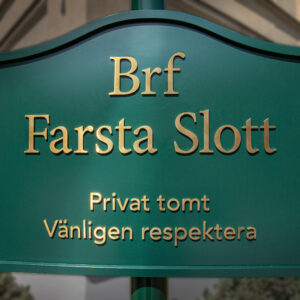 Brf
Farsta Slott
Privat tomt
Vänligen respektera